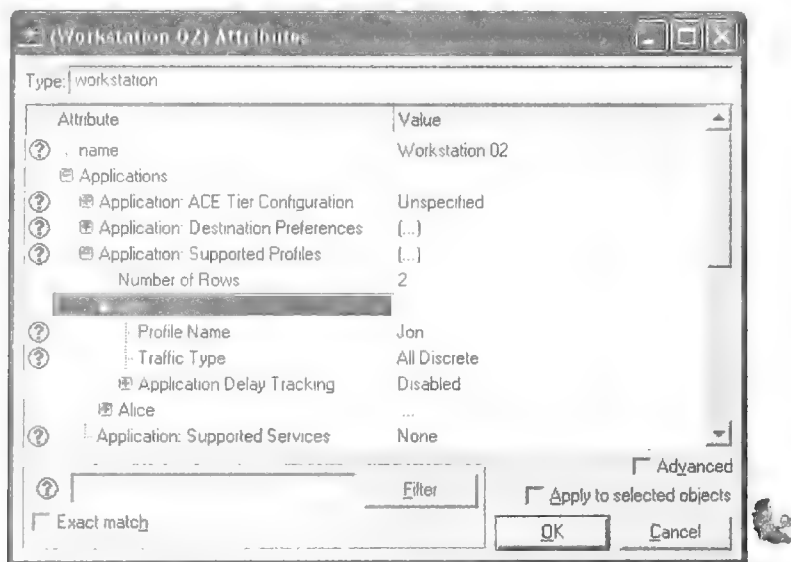 (Workstation 02) Attributes
Type: workstation
Attribute Value
name Workstation 02
Applications
Application: ACE Tier Configuration Unspecified
Application: Destination Preferences (...)
Application: Supported Profiles (...)
Number of Rows 2
Profile Name Jon
Traffic Type All Discrete
Application Delay Tracking Disabled
Alice ...
Application: Supported Services None
Advanced
Filter
Apply to selected objects
Exact match
OK Cancel